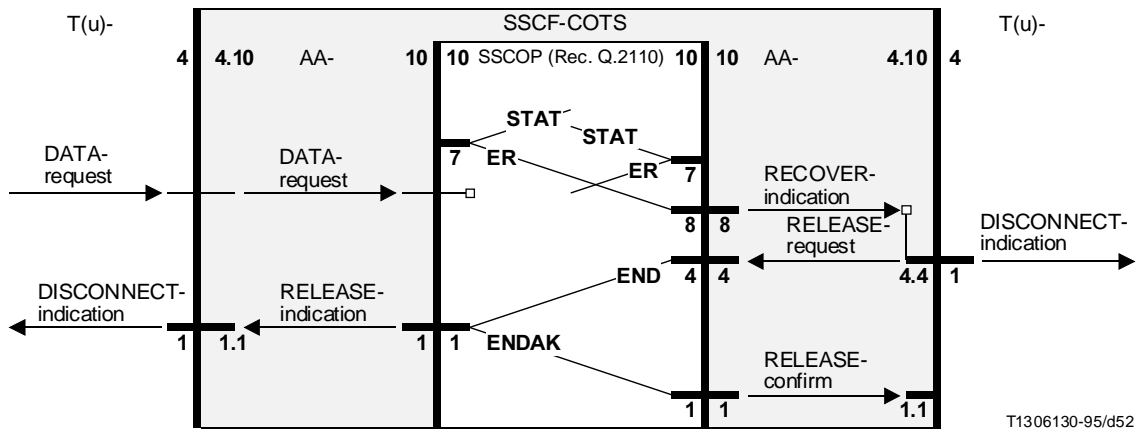 T(u)-
SSCF-COTS
T(u)-
4 4.10 AA- 10 10 SSCOP (Rec. Q.2110) 10 10 AA- 4.10 4
STAT
STAT
7
ER
ER
7
DATA-
request
DATA-
request
RECOVER-
indication
8 8
RELEASE-
request
DISCONNECT-
indication
END
4 4
4.4 1
DISCONNECT-
indication
RELEASE-
indication
1 1.1
1 1
ENDAK
RELEASE-
confirm
1 1
1.1
T1306130-95/d52